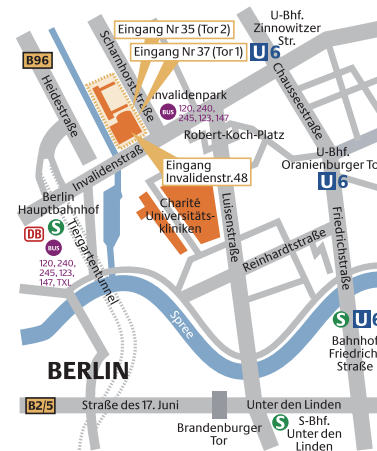 U-Bhf.
Zinnowitzer
Str.
U6
Eingang Nr 35 (Tor 2)
Eingang Nr 37 (Tor 1)
B96
Scharnhorststraße
Heidestraße
Chausseestraße
Invalidenpark
BUS 120, 240,
245, 123, 147
Robert-Koch-Platz
U-Bhf.
Oranienburger To
U6
Invalidenstraße
Eingang
Invalidenstr.48
Berlin
Hauptbahnhof
DB S
BUS
120, 240,
245, 123,
147, TXL
Charité
Universitäts-
kliniken
Luisenstraße
Friedrichstraße
Tiergartentunnel
Reinhardtstraße
Spree
S U6
Bahnhof
Friedrich
Straße
BERLIN
B2/5
Straße des 17. Juni
Unter den Linden
Brandenburger
Tor
S S-Bhf.
Unter den
Linden